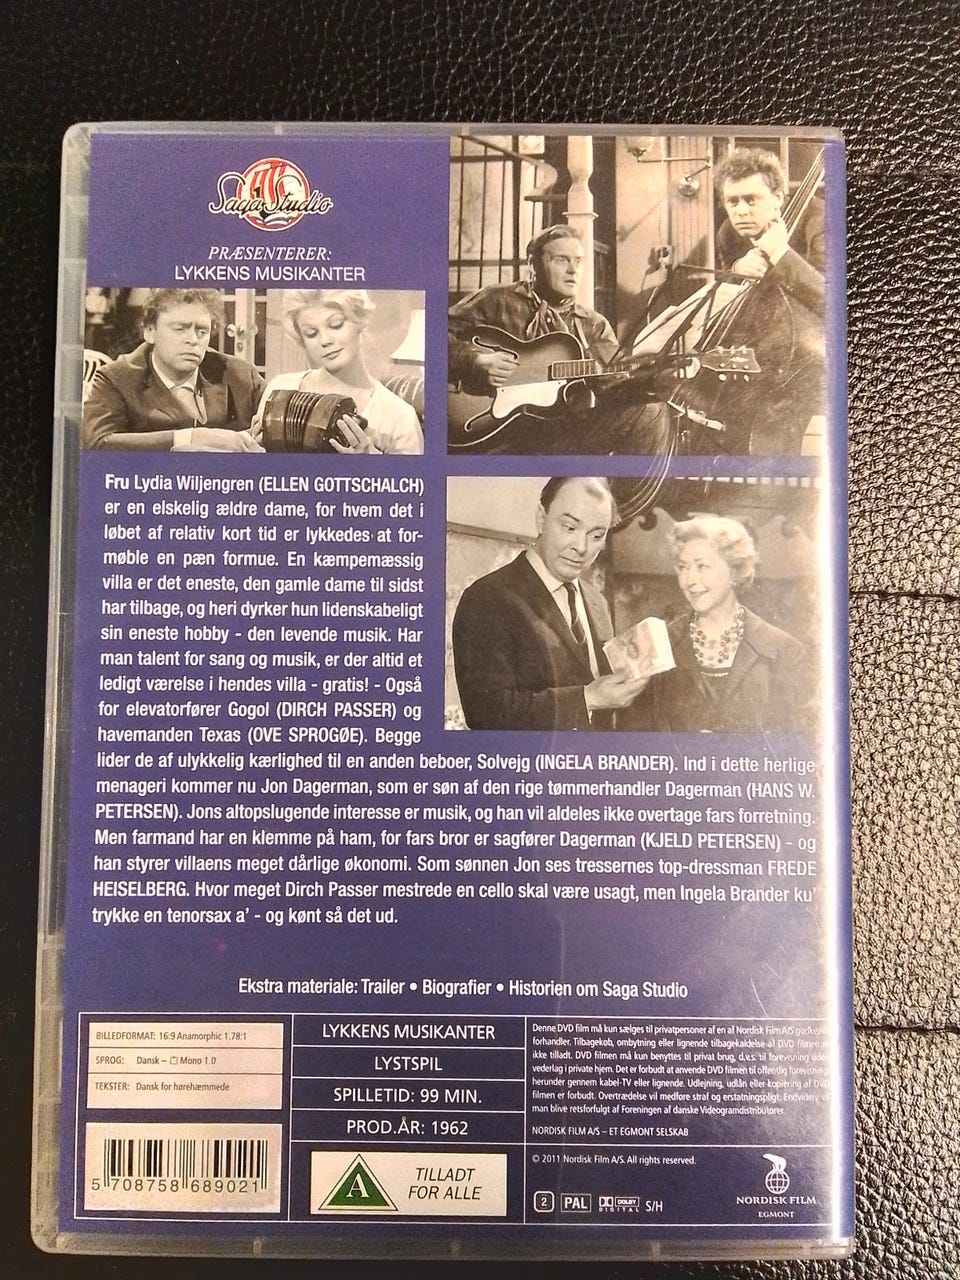 Saga Studio
PRÆSENTERER:
LYKKENS MUSIKANTER
Fru Lydia Wiljengren (ELLEN GOTTSCHALCH)
er en elskelig ældre dame, for hvem det i
løbet af relativ kort tid er lykkedes at for-
møble en pæn formue. En kæmpemæssig
villa er det eneste, den gamle dame til sidst
har tilbage, og heri dyrker hun lidenskabeligt
sin eneste hobby - den levende musik. Har
man talent for sang og musik, er der altid et
ledigt værelse i hendes villa - gratis! - Også
for elevatorfører Gogol (DIRCH PASSER) og
havemanden Texas (OVE SPROGØE). Begge
lider de af ulykkelig kærlighed til en anden beboer, Solvejg (INGELA BRANDER). Ind i dette herlige
menageri kommer nu Jon Dagerman, som er søn af den rige tømmerhandler Dagerman (HANS W.
PETERSEN). Jons altopslugende interesse er musik, og han vil aldeles ikke overtage fars forretning.
Men farmand har en klemme på ham, for fars bror er sagfører Dagerman (KJELD PETERSEN) - og
han styrer villaens meget dårlige økonomi. Som sønnen Jon ses tressernes top-dressman FREDE
HEISELBERG. Hvor meget Dirch Passer mestrede en cello skal være usagt, men Ingela Brander ku'
trykke en tenorsax a' - og kønt så det ud.
Ekstra materiale: Trailer • Biografier • Historien om Saga Studio
BILLEDFORMAT: 16:9 Anamorphic 1.78:1
SPROG: Dansk - Mono 1.0
TEKSTER: Dansk for hørehæmmede
5 708758 689021
LYKKENS MUSIKANTER
LYSTSPIL
SPILLETID: 99 MIN.
PROD.ÅR: 1962
A TILLADT
FOR ALLE
Denne DVD film må kun sælges til privatpersoner af en af Nordisk Film A/S godkendt
forhandler. Tilbagekøb, ombytning eller lignende tilbagekaldelse af DVD filmen er
ikke tilladt. DVD filmen må kun benyttes til privat brug, d.v.s. til forevisning uden
vederlag i private hjem. Det er forbudt at anvende DVD filmen til offentlig forevisning
herunder gennem kabel-TV eller lignende. Udlejning, udlån eller kopiering af DVD
filmen er forbudt. Overtrædelse vil medføre straf og erstatningspligt. Endvidere vil
man blive retsforfulgt af Foreningen af danske Videogramdistributører.
NORDISK FILM A/S – ET EGMONT SELSKAB
© 2011 Nordisk Film A/S. All rights reserved.
2 PAL DOLBY DIGITAL S/H
NORDISK FILM
EGMONT